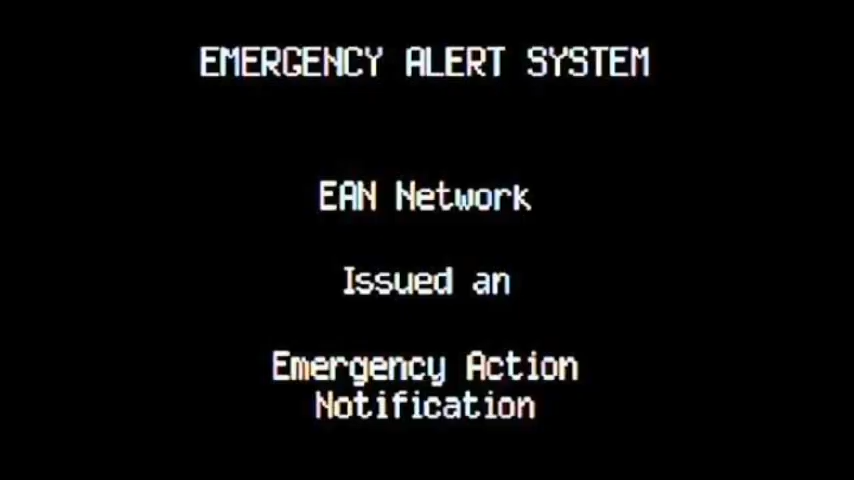 EMERGENCY ALERT SYSTEM
EAN Network
Issued an
Emergency Action
Notification